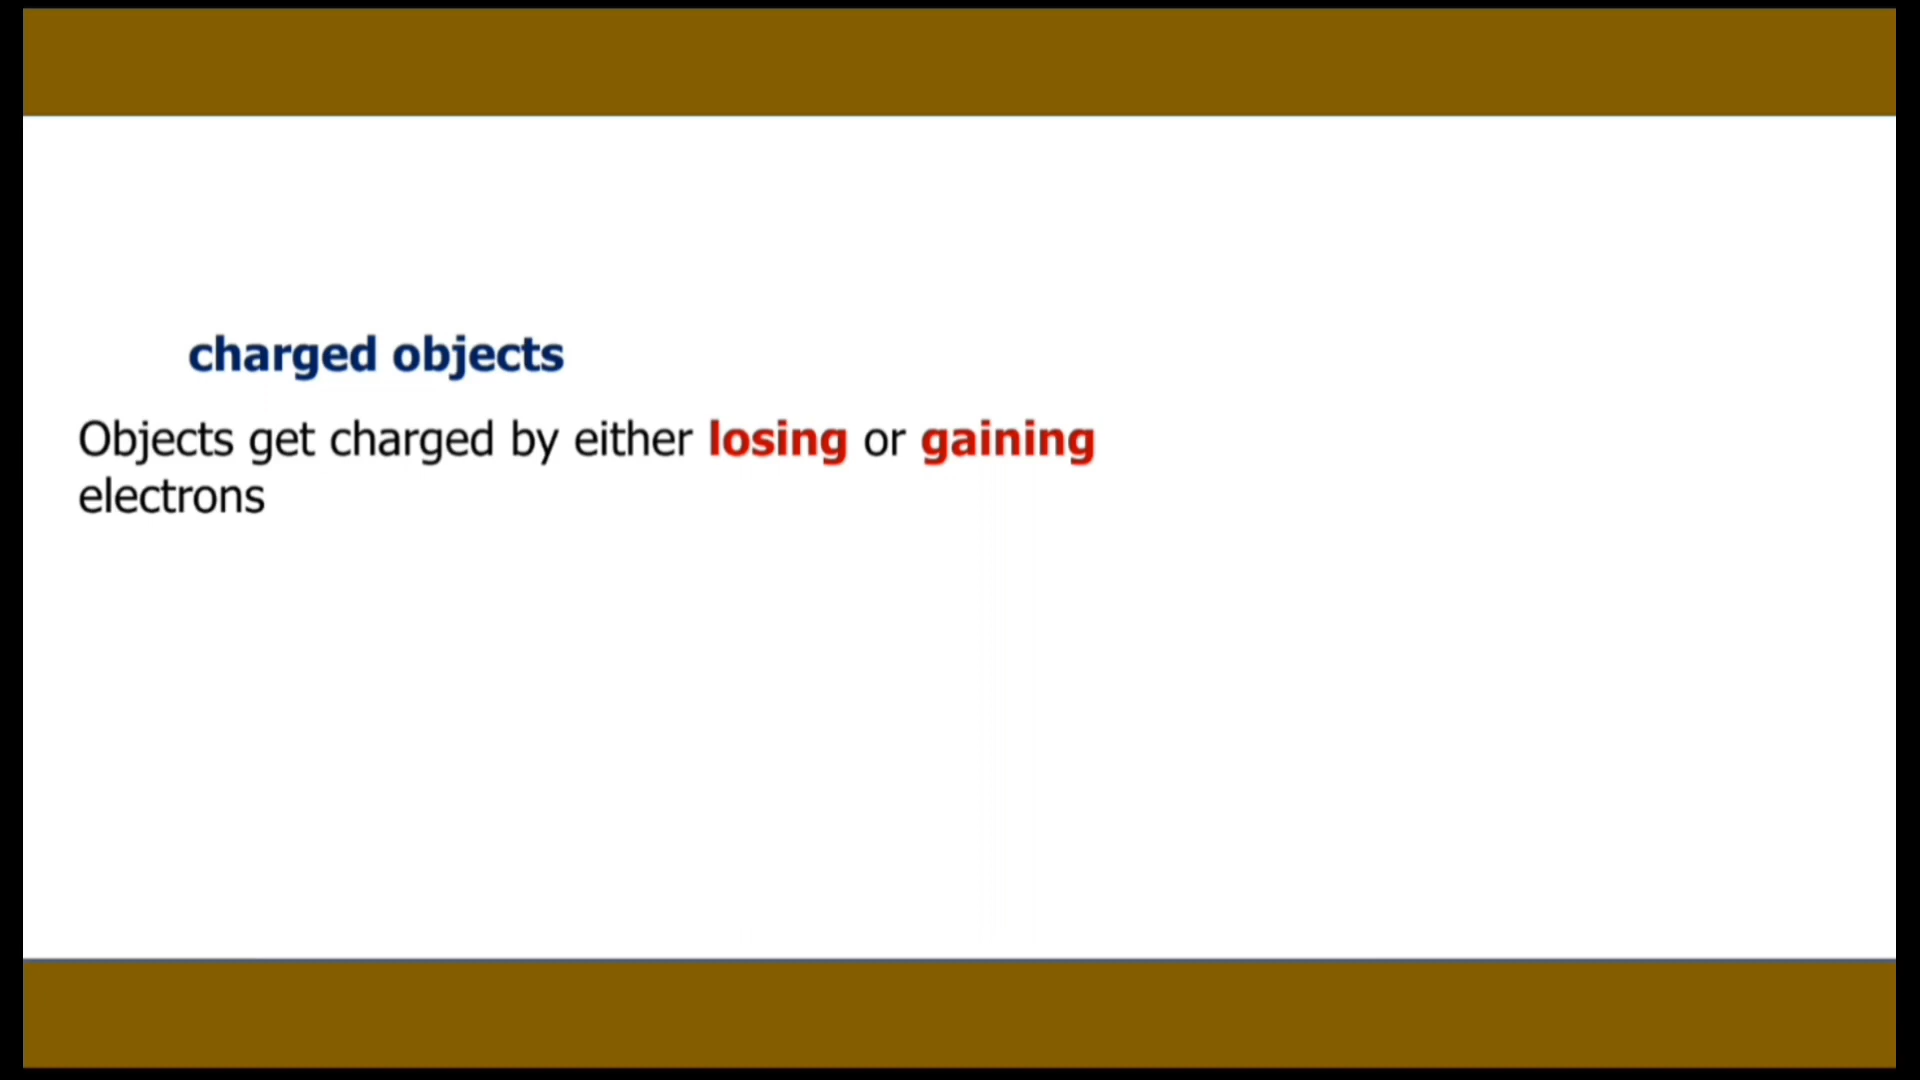 charged objects
Objects get charged by either losing or gaining
electrons